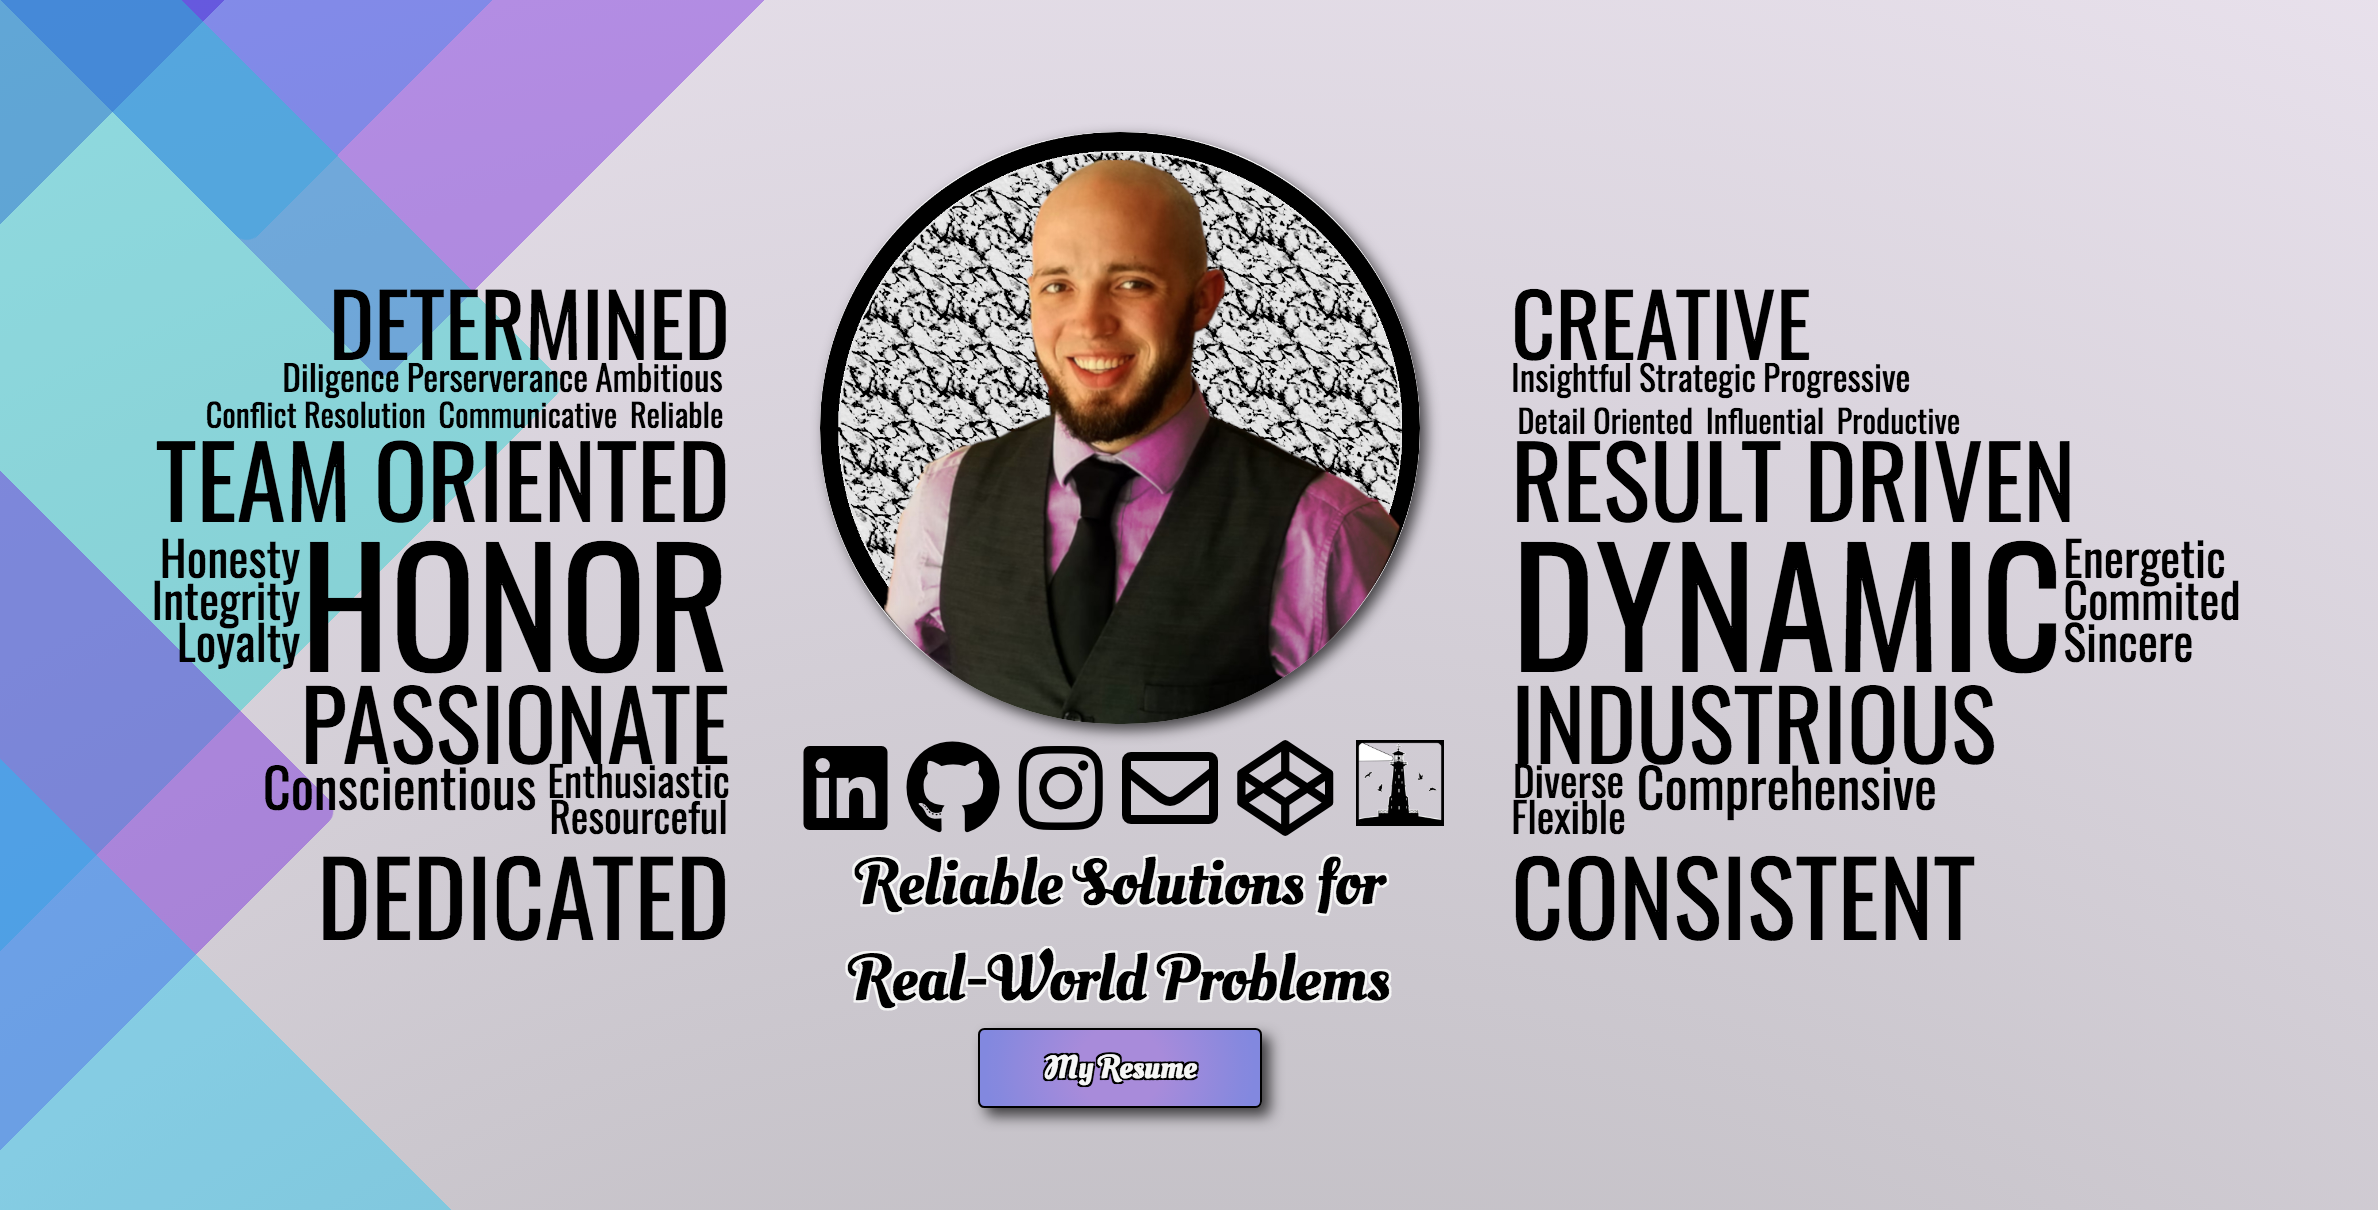 DETERMINED
Diligence Perserverance Ambitious
Conflict Resolution Communicative Reliable
TEAM ORIENTED
Honesty
Integrity
Loyalty
HONOR
PASSIONATE
Conscientious
Enthusiastic
Resourceful
DEDICATED
in
Reliable Solutions for
Real-World Problems
My Resume
CREATIVE
Insightful Strategic Progressive
Detail Oriented Influential Productive
RESULT DRIVEN
DYNAMIC
Energetic
Commited
Sincere
INDUSTRIOUS
Diverse
Flexible
Comprehensive
CONSISTENT